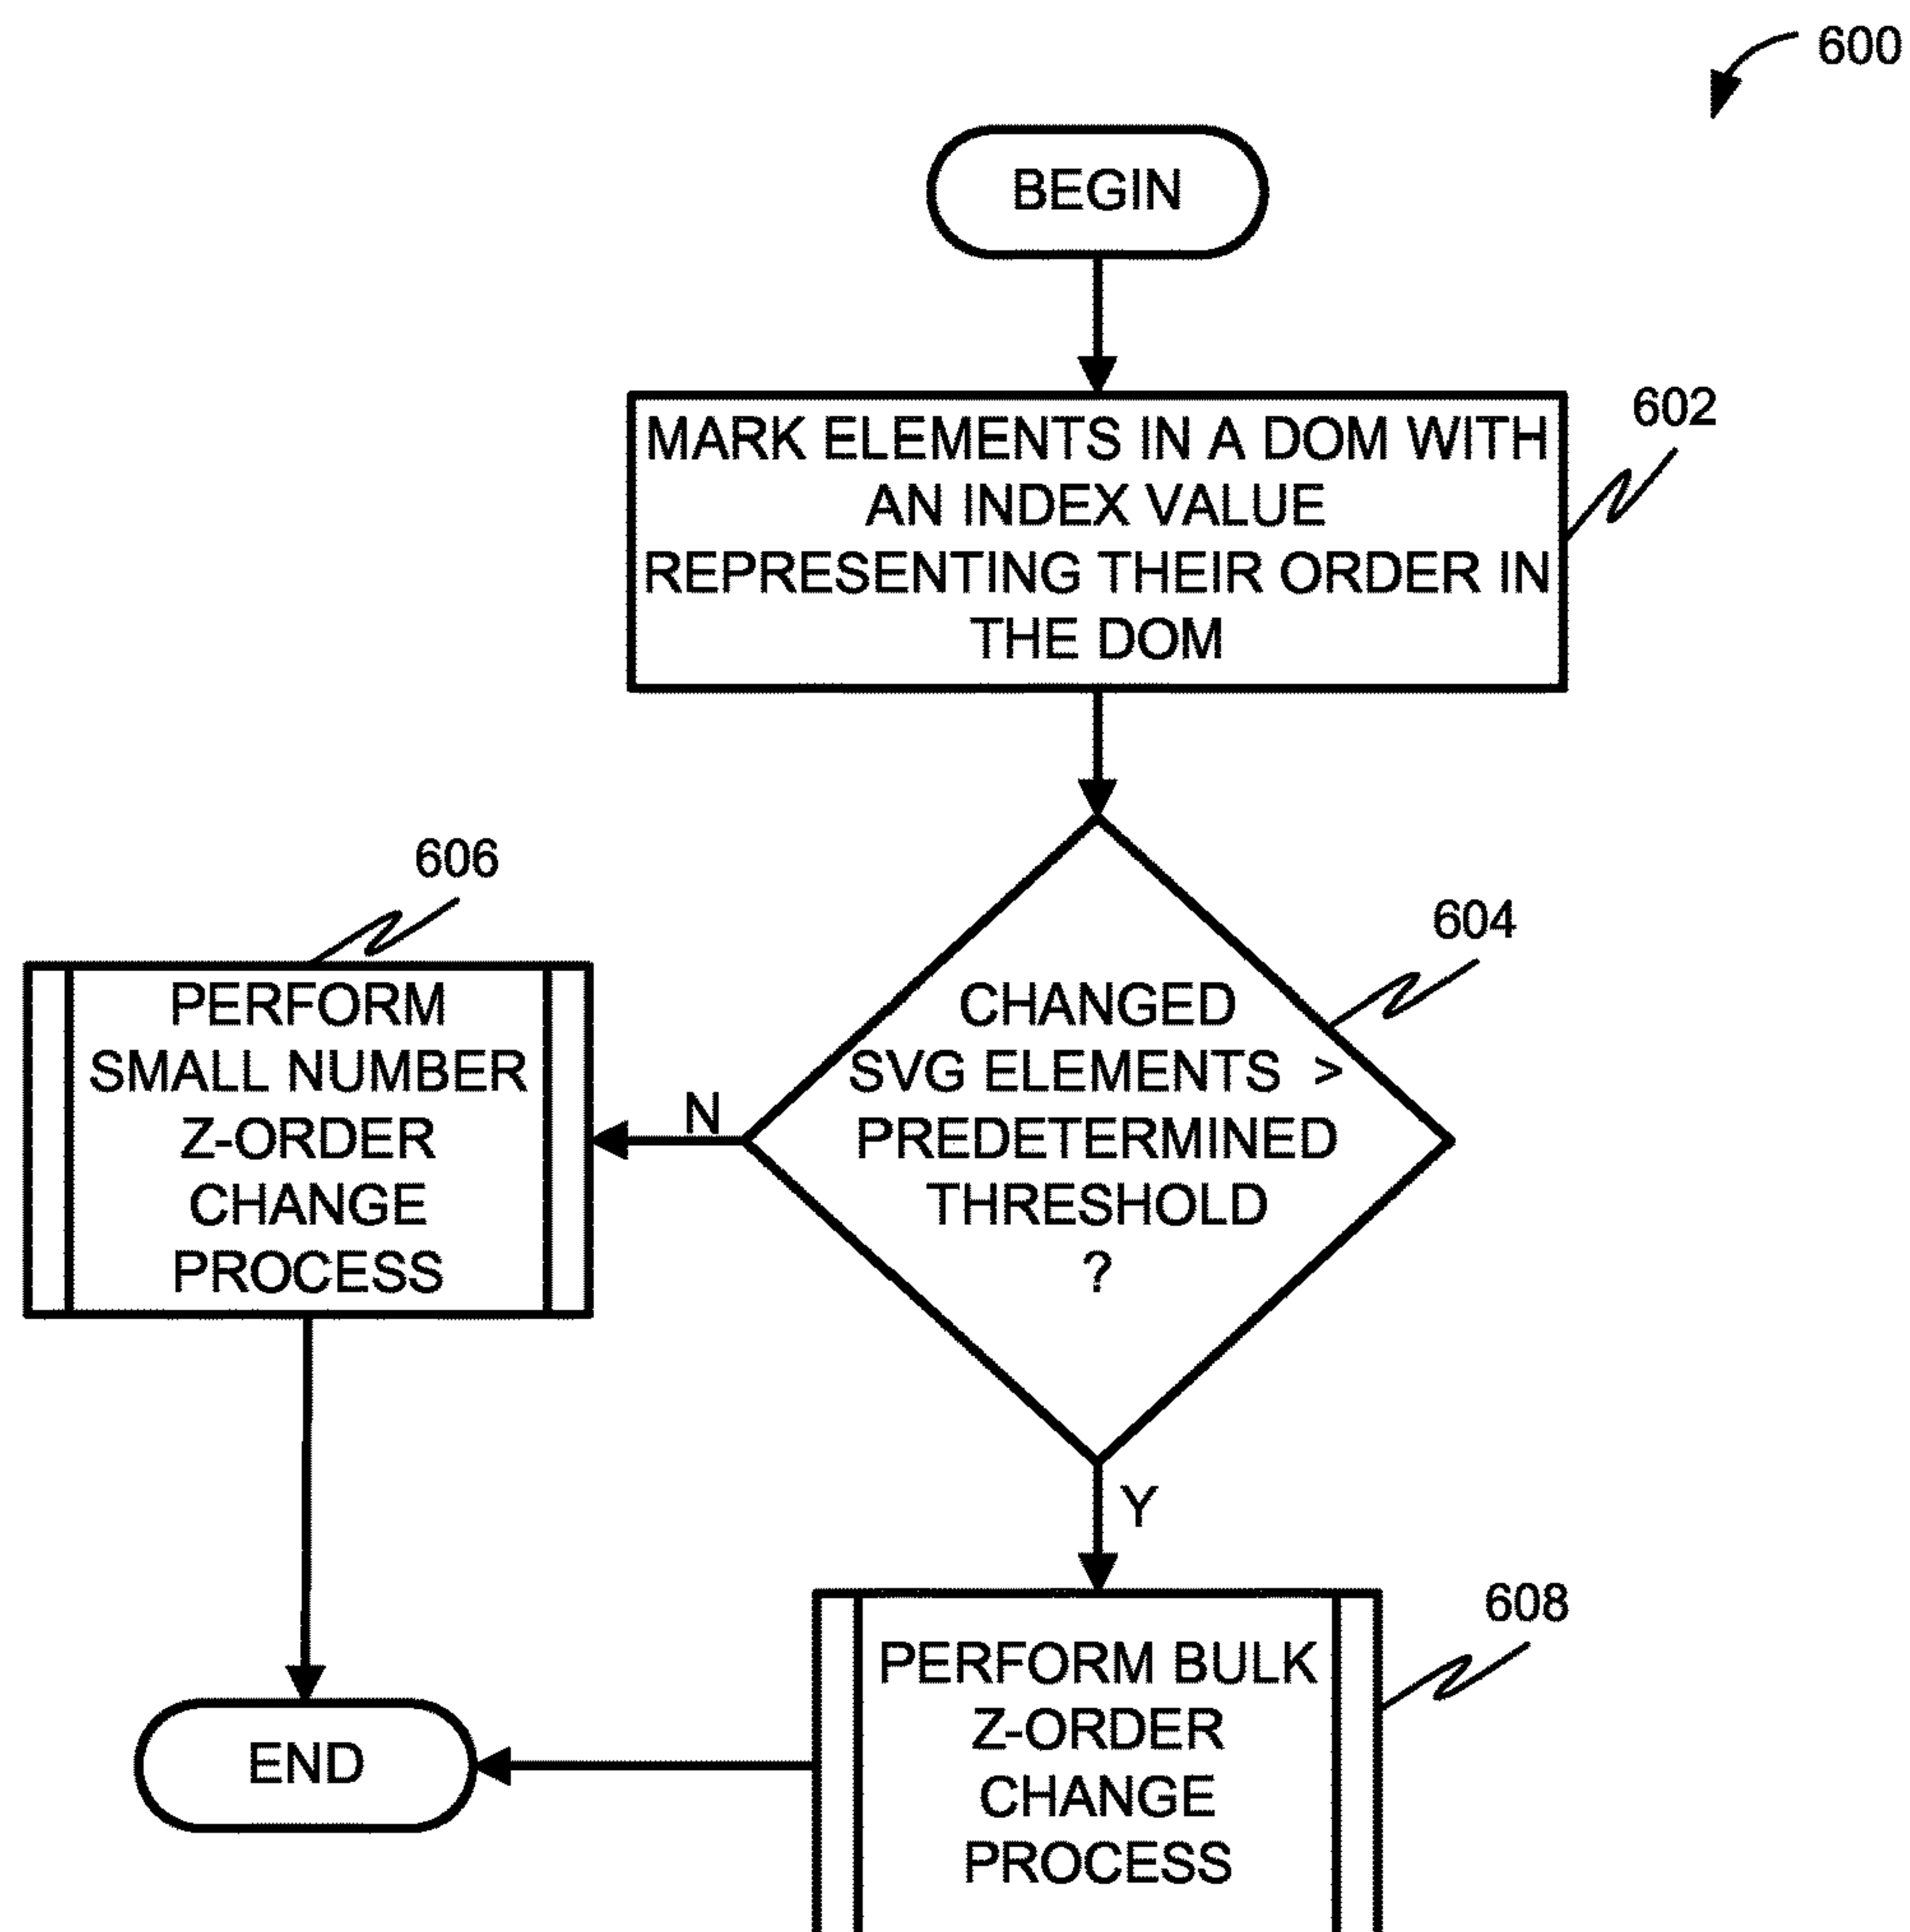 600
BEGIN
602
MARK ELEMENTS IN A DOM WITH
AN INDEX VALUE
REPRESENTING THEIR ORDER IN
THE DOM
606
PERFORM
SMALL NUMBER
Z-ORDER
CHANGE
PROCESS
N
604
CHANGED
SVG ELEMENTS >
PREDETERMINED
THRESHOLD
?
Y
608
PERFORM BULK
Z-ORDER
CHANGE
PROCESS
END